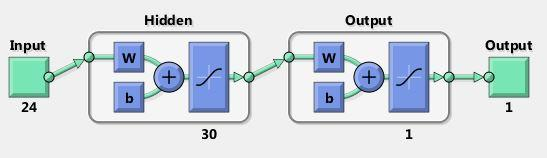 Hidden Output
Input Output
W b + W b +
24 30 1 1